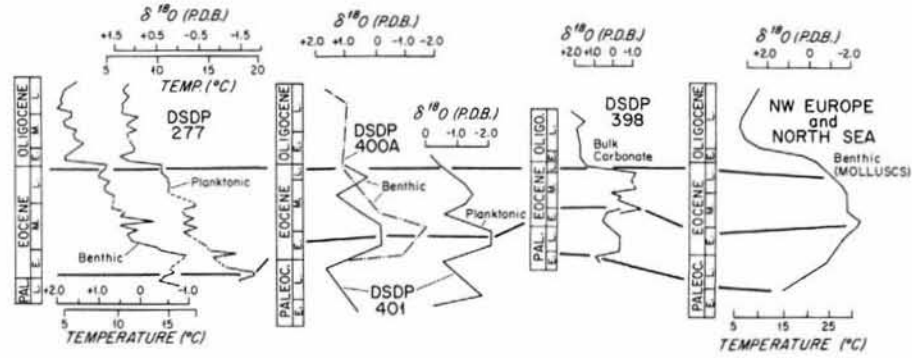 δ¹⁸O (P.D.B.)
+1.5 +0.5 -0.5 -1.5
5 10 15 20
TEMP. (°C)
DSDP
277
Planktonic
Benthic
OLIGOCENE
EOCENE
PAL.
L.
M.
E.
L.
M.
E.
L.
+2.0 +1.0 0 -1.0
5 10 15
TEMPERATURE (°C)
δ¹⁸O (P.D.B.)
+2.0 +1.0 0 -1.0 -2.0
δ¹⁸O (P.D.B.)
0 -1.0 -2.0
DSDP
400A
Benthic
Planktonic
DSDP
401
OLIGOCENE
EOCENE
PALEOC.
L.
E.
L.
M.
E.
L.
E.
δ¹⁸O (P.D.B.)
+2.0 +1.0 0 -1.0
DSDP
398
Bulk
Carbonate
OLIGO.
EOCENE
PAL.
L.
E.
L.
M.
E.
δ¹⁸O (P.D.B.)
+2.0 0 -2.0
NW EUROPE
and
NORTH SEA
Benthic
(MOLLUSCS)
OLIGOCENE
EOCENE
PALEOC.
L.
E.
L.
M.
E.
L.
E.
5 15 25
TEMPERATURE (°C)